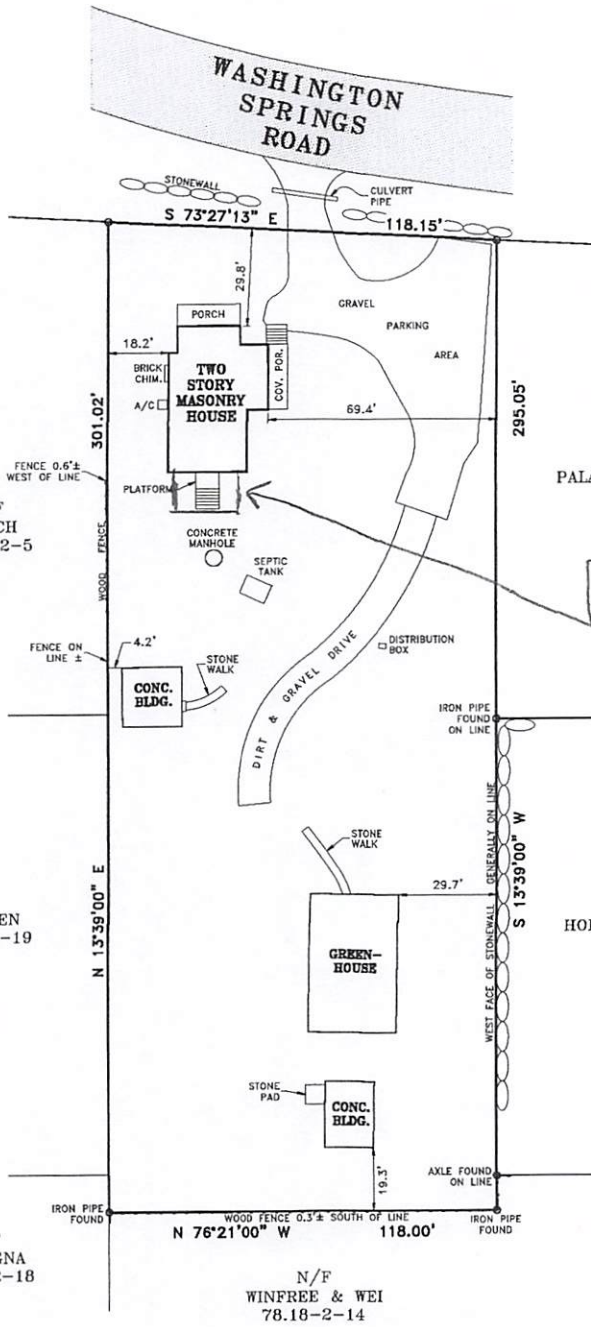 WASHINGTON
SPRINGS
ROAD
STONEWALL
CULVERT
PIPE
S 73°27'13" E
118.15'
29.8'
GRAVEL
PARKING
AREA
PORCH
18.2'
BRICK
CHIM.
TWO
STORY
MASONRY
HOUSE
COV. POR.
A/C
69.4'
301.02'
295.05'
FENCE 0.6'±
WEST OF LINE
PLATFORM
PALA
CH
2-5
WOOD FENCE
CONCRETE
MANHOLE
SEPTIC
TANK
FENCE ON
LINE ±
4.2'
STONE
WALK
CONC.
BLDG.
DIRT & GRAVEL DRIVE
DISTRIBUTION
BOX
IRON PIPE
FOUND
ON LINE
STONE
WALK
29.7'
N 13°39'00" E
S 13°39'00" W
WEST FACE OF STONEWALL GENERALLY ON LINE
EN
-19
HOI
GREEN-
HOUSE
STONE
PAD
CONC.
BLDG.
19.3'
AXLE FOUND
ON LINE
IRON PIPE
FOUND
WOOD FENCE 0.3'± SOUTH OF LINE
IRON PIPE
FOUND
N 76°21'00" W
118.00'
GNA
-18
N/F
WINFREE & WEI
78.18-2-14